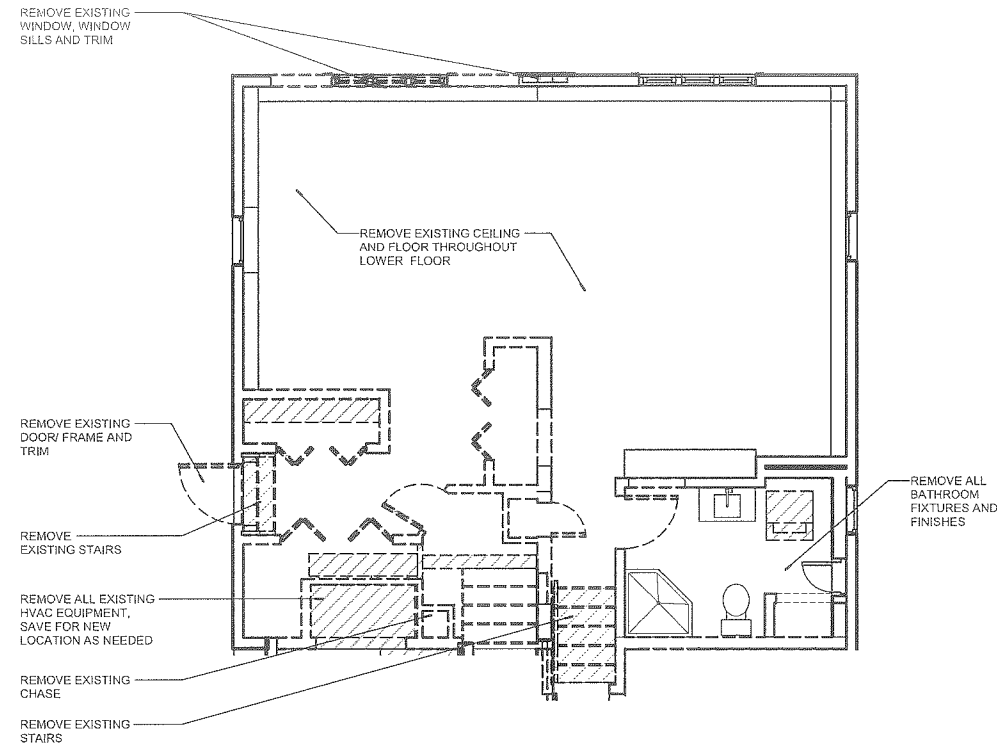 REMOVE EXISTING
WINDOW, WINDOW
SILLS AND TRIM
REMOVE EXISTING CEILING
AND FLOOR THROUGHOUT
LOWER FLOOR
REMOVE EXISTING
DOOR/ FRAME AND
TRIM
REMOVE ALL
BATHROOM
FIXTURES AND
FINISHES
REMOVE
EXISTING STAIRS
REMOVE ALL EXISTING
HVAC EQUIPMENT,
SAVE FOR NEW
LOCATION AS NEEDED
REMOVE EXISTING
CHASE
REMOVE EXISTING
STAIRS